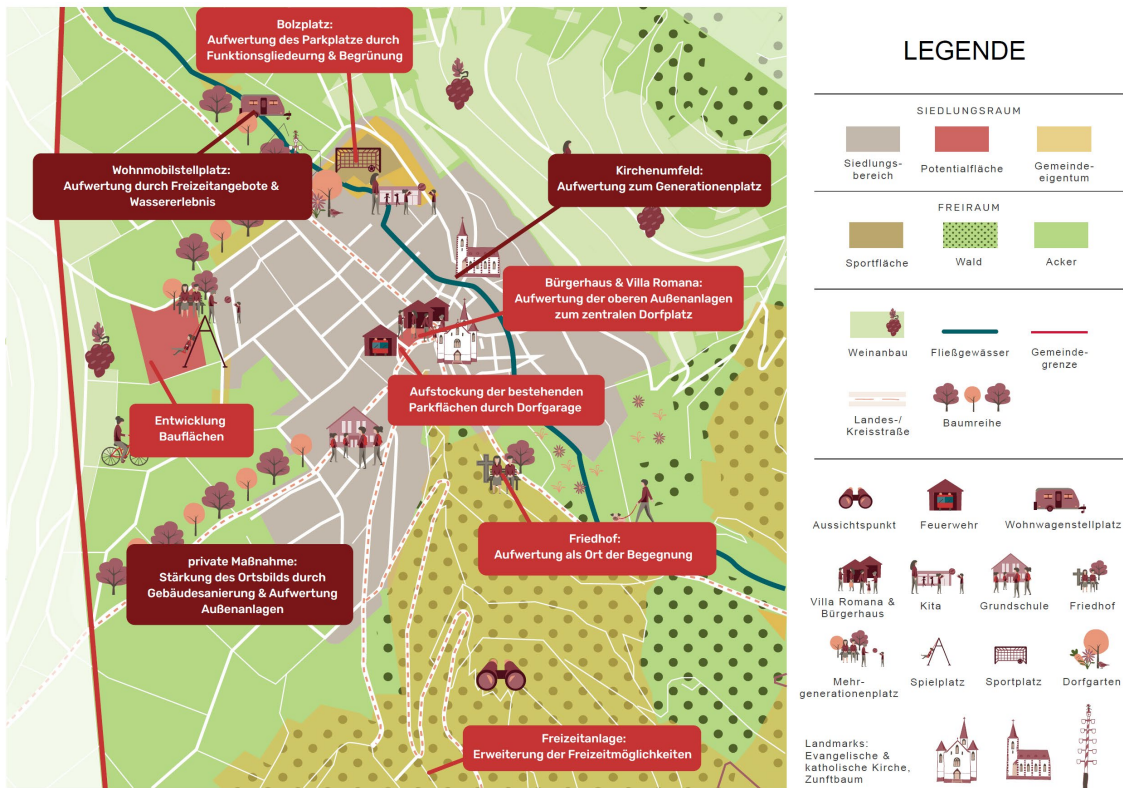 Bolzplatz:
Aufwertung des Parkplatze durch
Funktionsgliedeurng & Begrünung
Wohnmobilstellplatz:
Aufwertung durch Freizeitangebote &
Wassererlebnis
Kirchenumfeld:
Aufwertung zum Generationenplatz
Bürgerhaus & Villa Romana:
Aufwertung der oberen Außenanlagen
zum zentralen Dorfplatz
Aufstockung der bestehenden
Parkflächen durch Dorfgarage
Entwicklung
Bauflächen
Friedhof:
Aufwertung als Ort der Begegnung
private Maßnahme:
Stärkung des Ortsbilds durch
Gebäudesanierung & Aufwertung
Außenanlagen
Freizeitanlage:
Erweiterung der Freizeitmöglichkeiten
LEGENDE
SIEDLUNGSRAUM
Siedlungs-
bereich
Potentialfläche
Gemeinde-
eigentum
FREIRAUM
Sportfläche
Wald
Acker
Weinanbau
Fließgewässer
Gemeinde-
grenze
Landes-/
Kreisstraße
Baumreihe
Aussichtspunkt
Feuerwehr
Wohnwagenstellplatz
Villa Romana &
Bürgerhaus
Kita
Grundschule
Friedhof
Mehr-
generationenplatz
Spielplatz
Sportplatz
Dorfgarten
Landmarks:
Evangelische &
katholische Kirche,
Zunftbaum